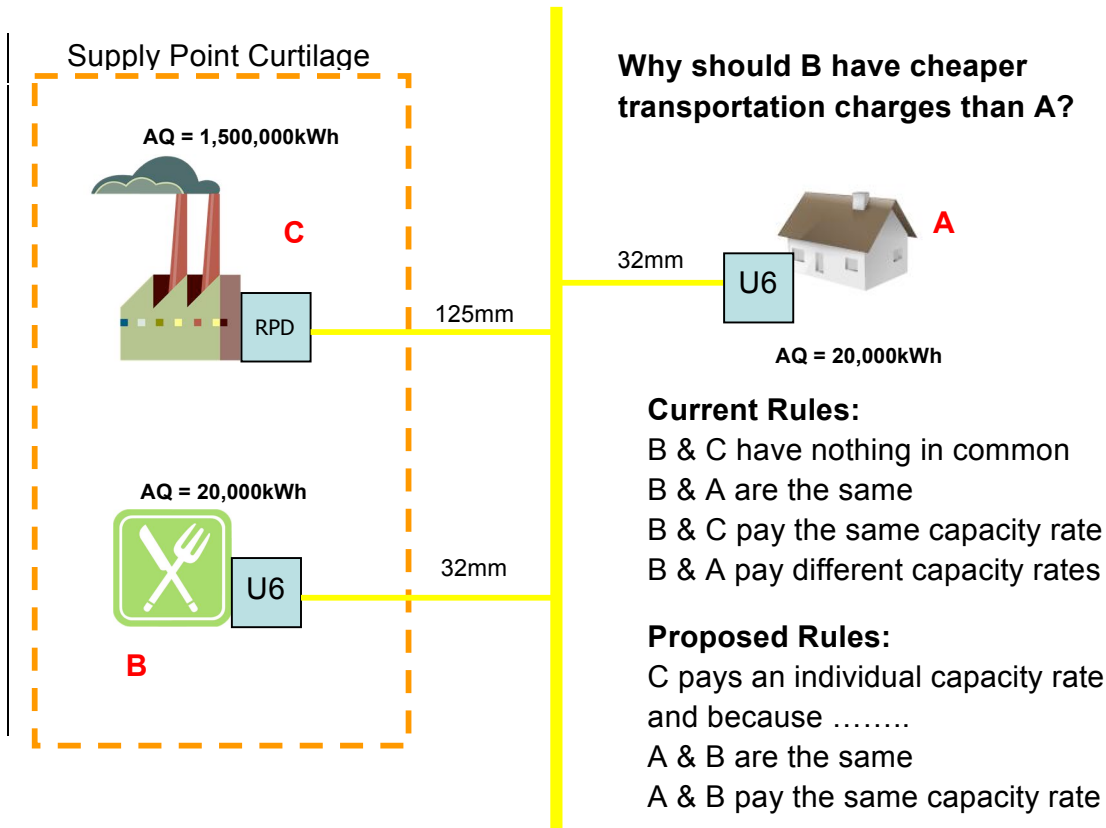 Supply Point Curtilage
AQ = 1,500,000kWh
C
RPD
125mm
AQ = 20,000kWh
U6
32mm
B
Why should B have cheaper
transportation charges than A?
A
32mm
U6
AQ = 20,000kWh
Current Rules:
B & C have nothing in common
B & A are the same
B & C pay the same capacity rate
B & A pay different capacity rates
Proposed Rules:
C pays an individual capacity rate
and because ........
A & B are the same
A & B pay the same capacity rate